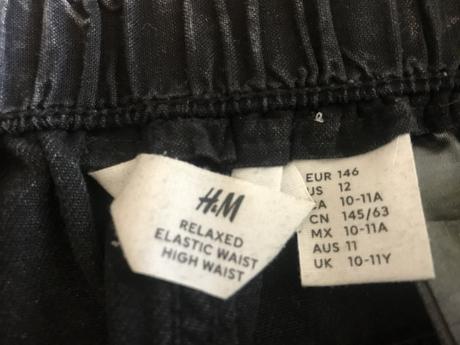 H&M
RELAXED
ELASTIC WAIST
HIGH WAIST
EUR 146
US 12
10-11A
CN 145/63
MX 10-11A
AUS 11
UK 10-11Y